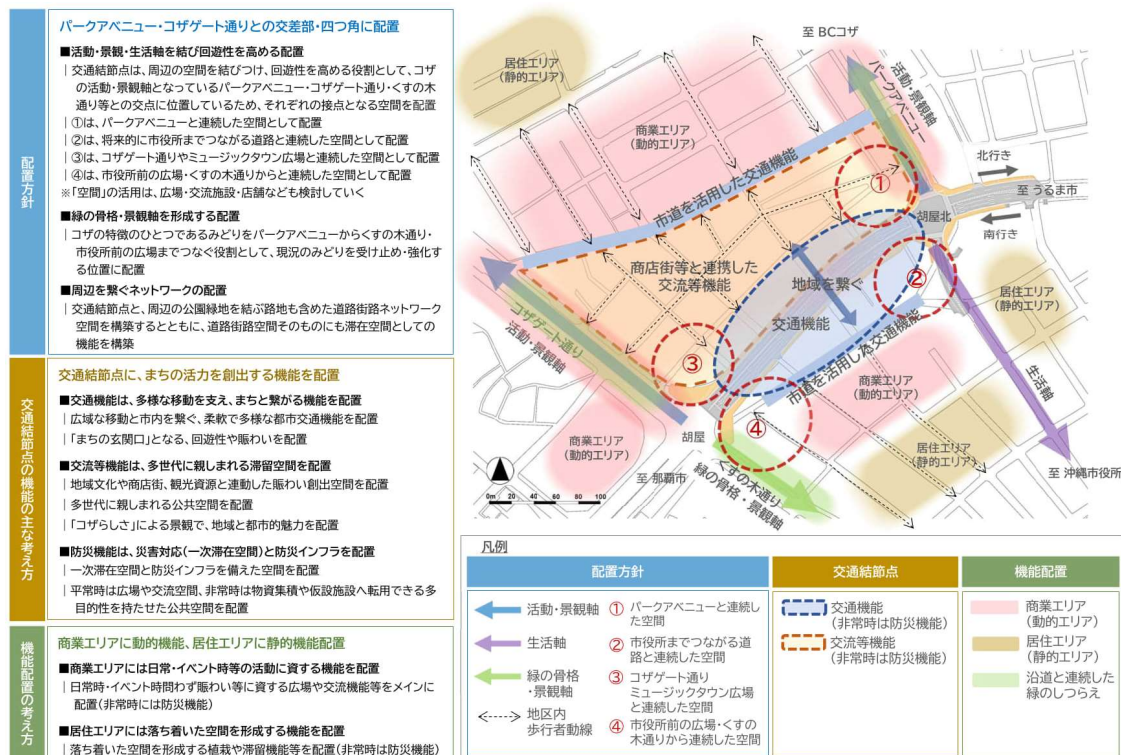 配置方針
パークアベニュー・コザゲート通りとの交差部・四つ角に配置
■活動・景観・生活軸を結び回遊性を高める配置
｜交通結節点は、周辺の空間を結びつけ、回遊性を高める役割として、コザ
の活動・景観軸となっているパークアベニュー・コザゲート通り・くすの木
通り等との交点に位置しているため、それぞれの接点となる空間を配置
｜①は、パークアベニューと連続した空間として配置
｜②は、将来的に市役所までつながる道路と連続した空間として配置
｜③は、コザゲート通りやミュージックタウン広場と連続した空間として配置
｜④は、市役所前の広場・くすの木通りからと連続した空間として配置
※「空間」の活用は、広場・交流施設・店舗なども検討していく
■緑の骨格・景観軸を形成する配置
｜コザの特徴のひとつであるみどりをパークアベニューからくすの木通り・
市役所前の広場までつなぐ役割として、現況のみどりを受け止め・強化す
る位置に配置
■周辺を繋ぐネットワークの配置
｜交通結節点と、周辺の公園緑地を結ぶ路地も含めた道路街路ネットワーク
空間を構築するとともに、道路街路空間そのものにも滞在空間としての
機能を構築
交通結節点の機能の主な考え方
交通結節点に、まちの活力を創出する機能を配置
■交通機能は、多様な移動を支え、まちと繋がる機能を配置
｜広域な移動と市内を繋ぐ、柔軟で多様な都市交通機能を配置
｜「まちの玄関口」となる、回遊性や賑わいを配置
■交流等機能は、多世代に親しまれる滞留空間を配置
｜地域文化や商店街、観光資源と連動した賑わい創出空間を配置
｜多世代に親しまれる公共空間を配置
｜「コザらしさ」による景観で、地域と都市的魅力を配置
■防災機能は、災害対応(一次滞在空間)と防災インフラを配置
｜一次滞在空間と防災インフラを備えた空間を配置
｜平常時は広場や交流空間、非常時は物資集積や仮設施設へ転用できる多
目的性を持たせた公共空間を配置
機能配置の考え方
商業エリアに動的機能、居住エリアに静的機能配置
■商業エリアには日常・イベント時等の活動に資する機能を配置
｜日常時・イベント時問わず賑わい等に資する広場や交流機能等をメインに
配置(非常時には防災機能)
■居住エリアには落ち着いた空間を形成する機能を配置
｜落ち着いた空間を形成する植栽や滞留機能等を配置(非常時は防災機能)
至 BCコザ
居住エリア
(静的エリア)
活動・景観軸
パークアベニュー
商業エリア
(動的エリア)
市道を活用した交通機能
①
北行き
至 うるま市
胡屋北
南行き
商店街等と連携した
交流等機能
地域を繋ぐ
②
居住エリア
(静的エリア)
交通機能
コザゲート通り
活動・景観軸
③
市道を活用した交通機能
生活軸
商業エリア
(動的エリア)
④
胡屋
商業エリア
(動的エリア)
居住エリア
(静的エリア)
至 那覇市
くすの木通り
緑の骨格・景観軸
至 沖縄市役所
0m 20 40 60 80 100
凡例
配置方針
活動・景観軸
生活軸
緑の骨格
・景観軸
地区内
歩行者動線
① パークアベニューと連続し
た空間
② 市役所までつながる道
路と連続した空間
③ コザゲート通り
ミュージックタウン広場
と連続した空間
④ 市役所前の広場・くすの
木通りから連続した空間
交通結節点
交通機能
(非常時は防災機能)
交流等機能
(非常時は防災機能)
機能配置
商業エリア
(動的エリア)
居住エリア
(静的エリア)
沿道と連続した
緑のしつらえ